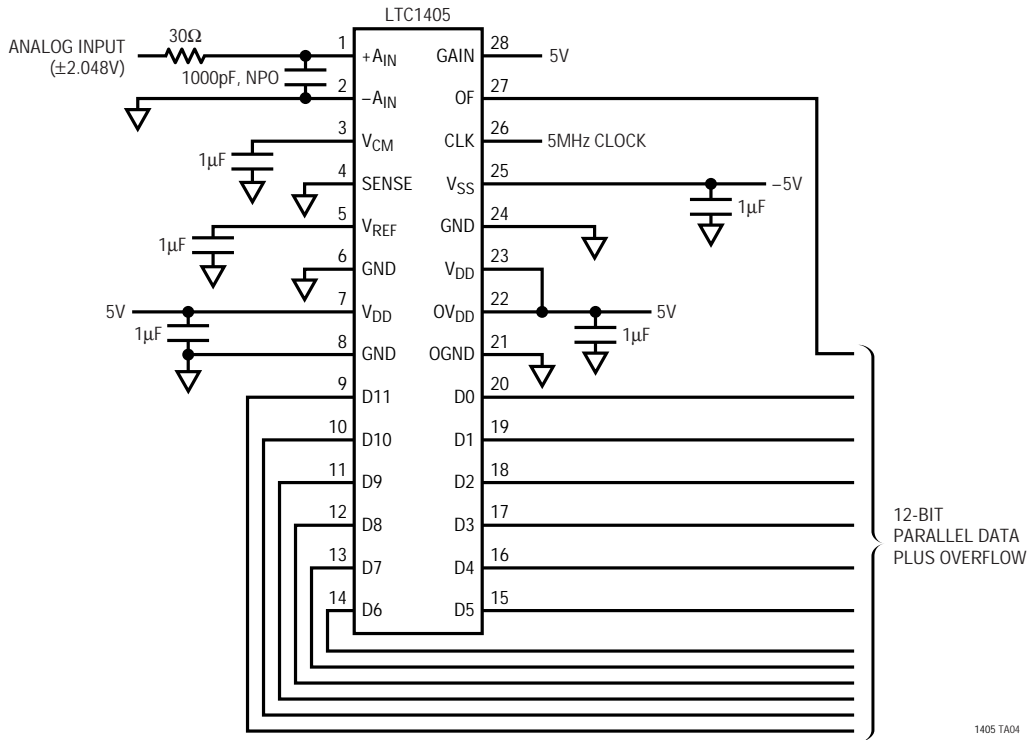 LTC1405
ANALOG INPUT
(±2.048V)
30Ω
1000pF, NPO
1 +AIN
2 –AIN
3 VCM
1µF
4 SENSE
5 VREF
1µF
6 GND
5V
7 VDD
1µF
8 GND
9 D11
10 D10
11 D9
12 D8
13 D7
14 D6
GAIN 28 5V
OF 27
CLK 26 5MHz CLOCK
VSS 25 –5V
1µF
GND 24
VDD 23
OVDD 22 5V
1µF
OGND 21
D0 20
D1 19
D2 18
D3 17
D4 16
D5 15
12-BIT
PARALLEL DATA
PLUS OVERFLOW
1405 TA04